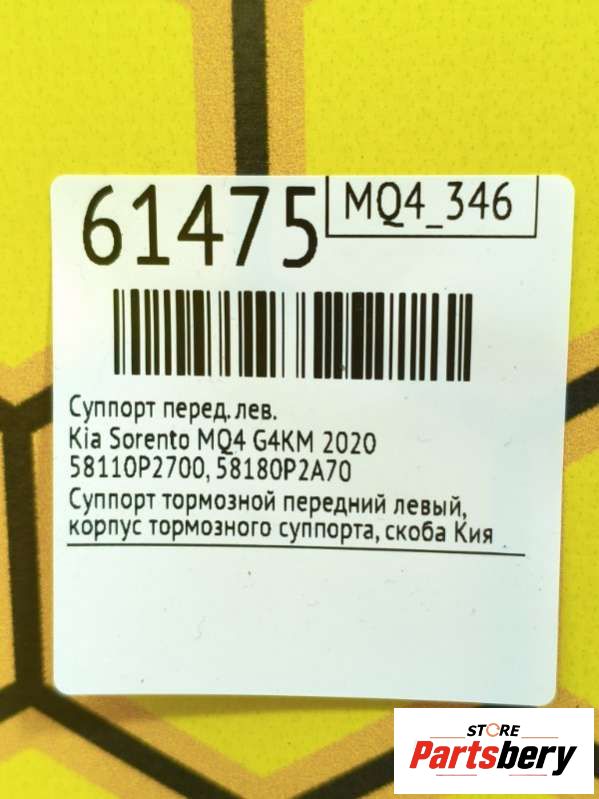 61475
MQ4_346
Суппорт перед. лев.
Kia Sorento MQ4 G4KM 2020
58110P2700, 58180P2A70
Суппорт тормозной передний левый,
корпус тормозного суппорта, скоба Кия
STORE
Partsbery